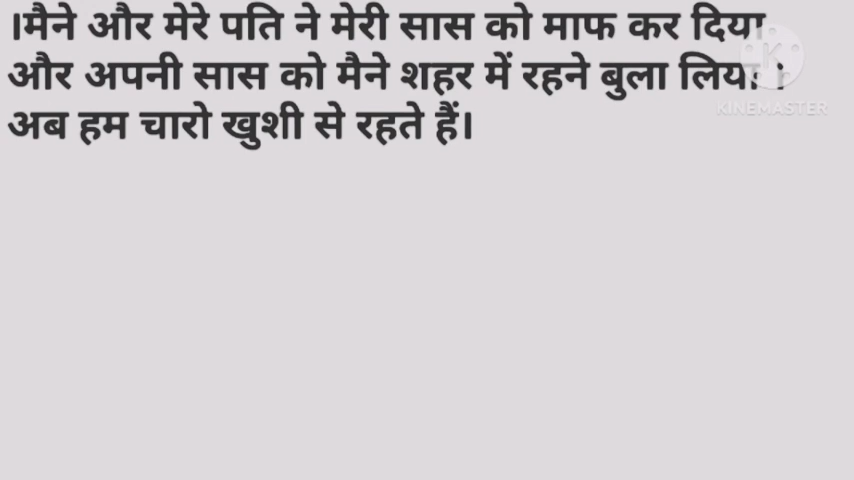 ।मैने और मेरे पति ने मेरी सास को माफ कर दिया
और अपनी सास को मैने शहर में रहने बुला लिया।
अब हम चारो खुशी से रहते हैं।
K
KINEMASTER